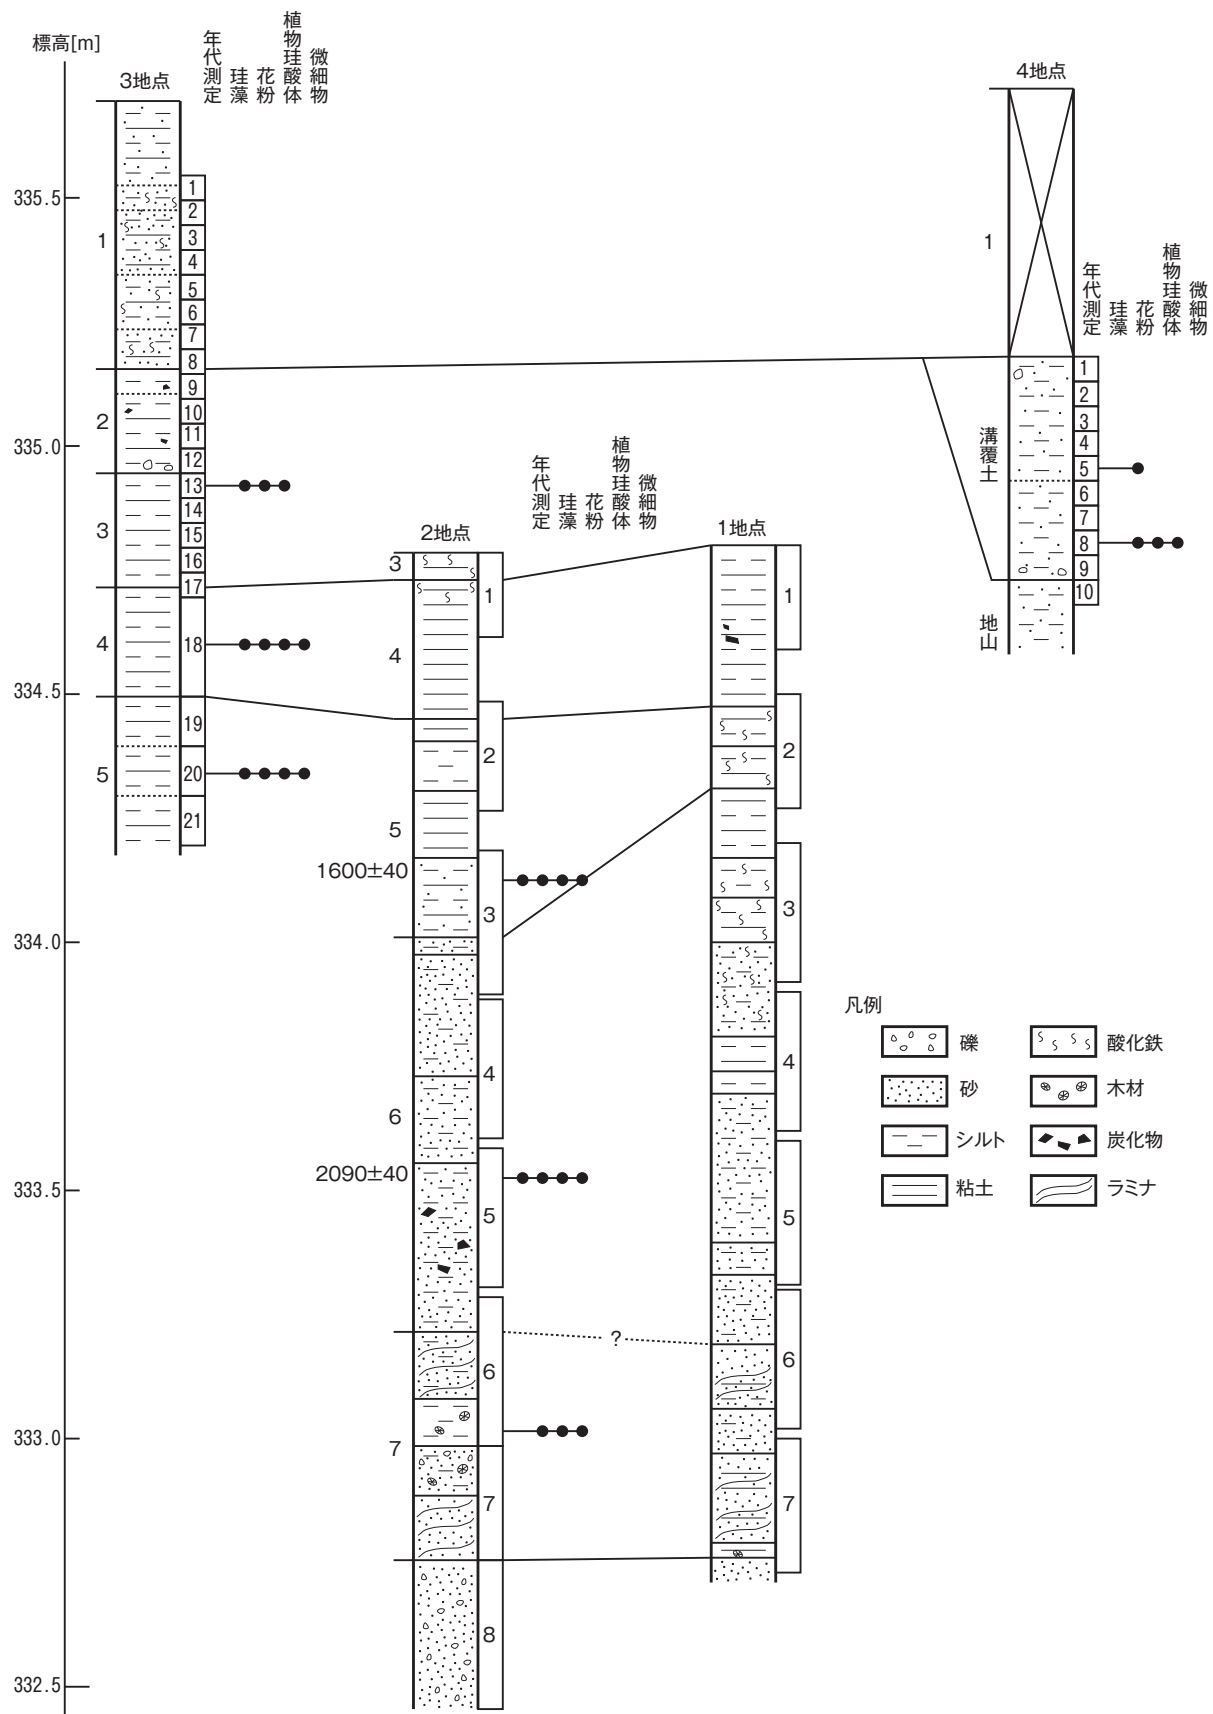 標高[m]
335.5
335.0
334.5
334.0
333.5
333.0
332.5
3地点
年代測定
珪藻
花粉
植物珪酸体
微細物
1
2
3
4
5
1
2
3
4
5
6
7
8
9
10
11
12
13
14
15
16
17
18
19
20
21
2地点
年代測定
珪藻
花粉
植物珪酸体
微細物
3
4
5
1600±40
6
2090±40
7
1
2
3
4
5
6
7
8
?
1地点
1
2
3
4
5
6
7
4地点
年代測定
珪藻
花粉
植物珪酸体
微細物
1
溝覆土
地山
1
2
3
4
5
6
7
8
9
10
凡例
礫
酸化鉄
砂
木材
シルト
炭化物
粘土
ラミナ